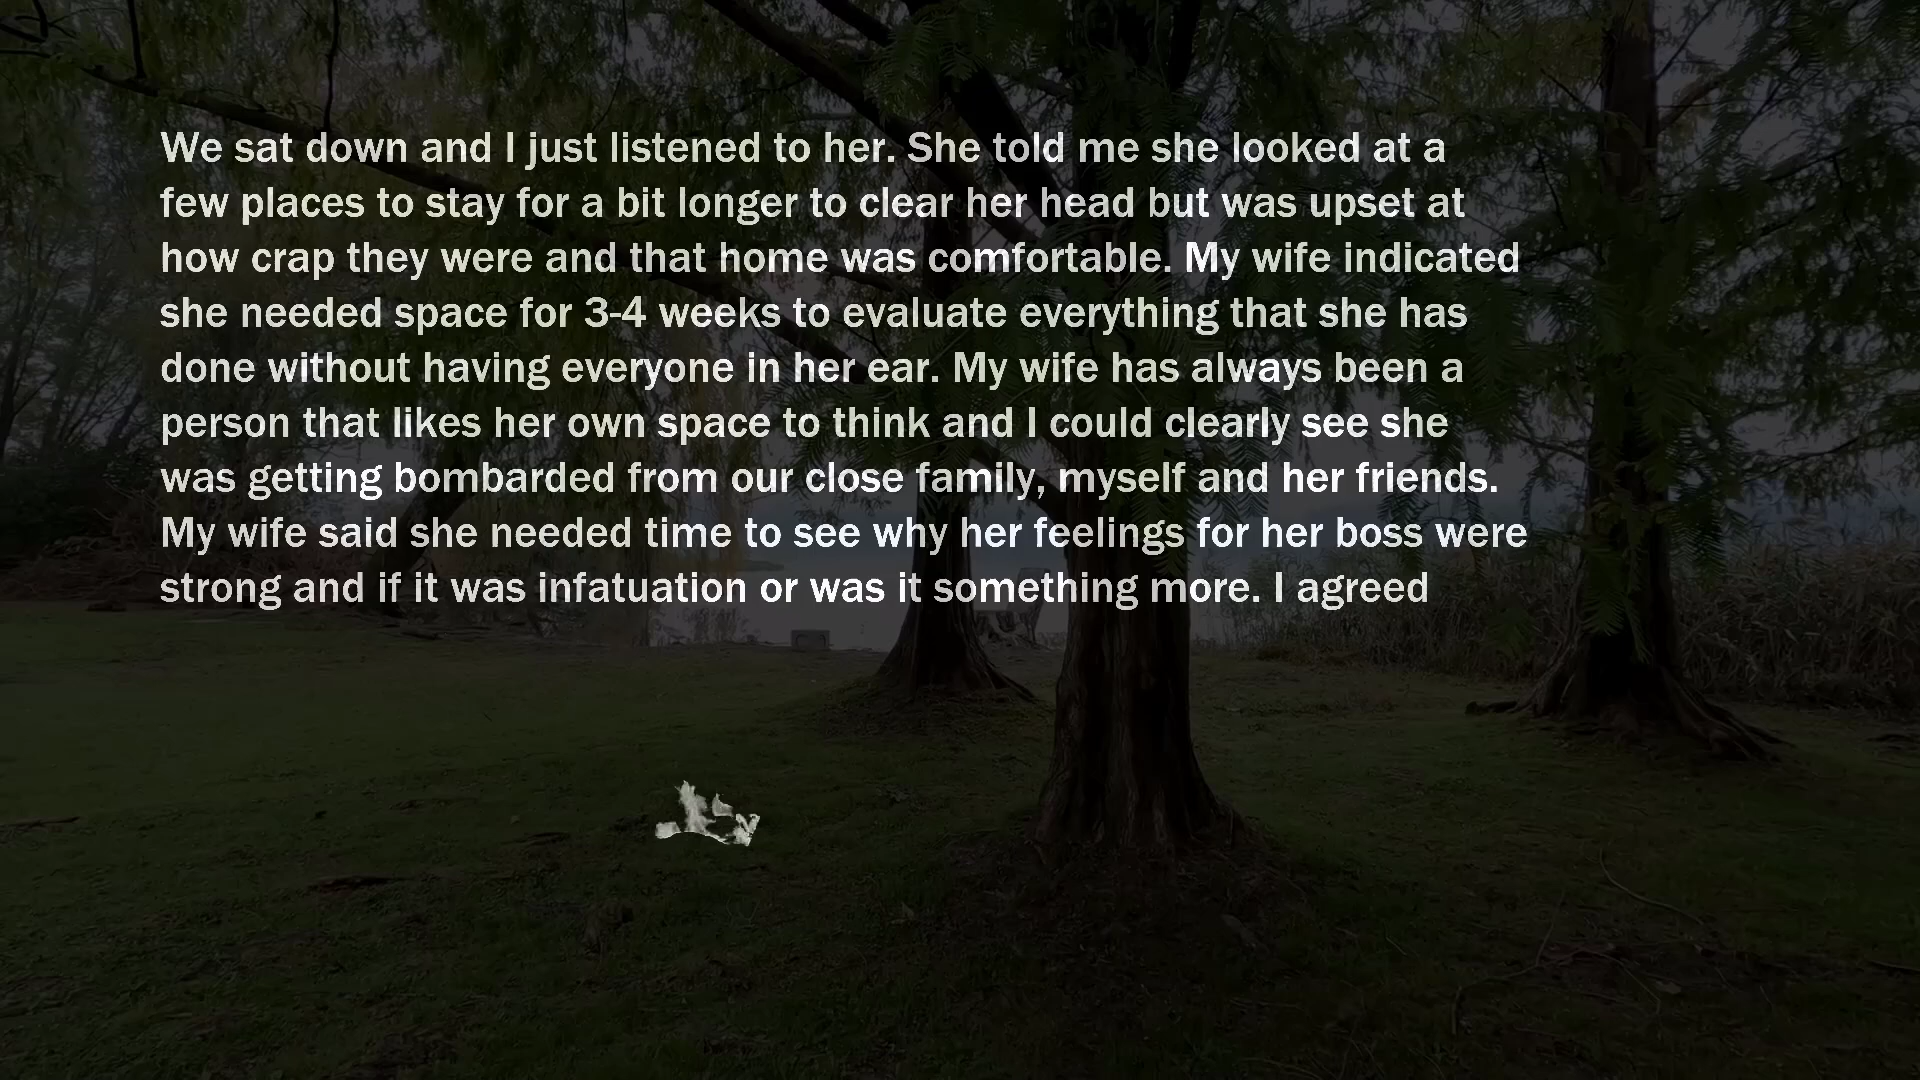 We sat down and I just listened to her. She told me she looked at a
few places to stay for a bit longer to clear her head but was upset at
how crap they were and that home was comfortable. My wife indicated
she needed space for 3-4 weeks to evaluate everything that she has
done without having everyone in her ear. My wife has always been a
person that likes her own space to think and I could clearly see she
was getting bombarded from our close family, myself and her friends.
My wife said she needed time to see why her feelings for her boss were
strong and if it was infatuation or was it something more. I agreed